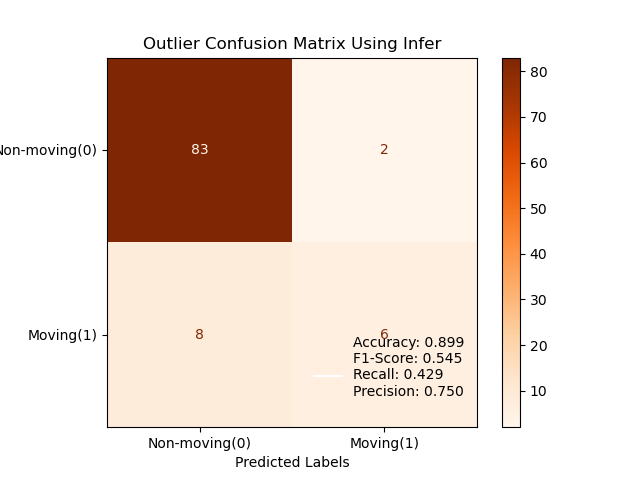 Outlier Confusion Matrix Using Infer
Non-moving(0)
83
2
Moving(1)
8
6
Accuracy: 0.899
F1-Score: 0.545
Recall: 0.429
Precision: 0.750
Non-moving(0)
Moving(1)
Predicted Labels
80
70
60
50
40
30
20
10